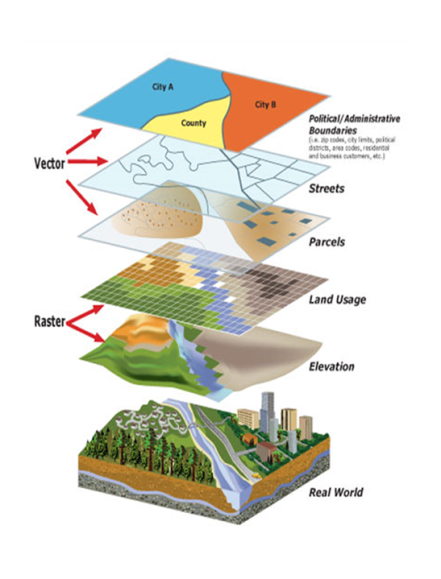 City A
City B
County
Political/Administrative
Boundaries
(i.e. zip codes, city limits, political
districts, area codes, residential
and business customers, etc.)
Vector
Streets
Parcels
Land Usage
Raster
Elevation
Real World